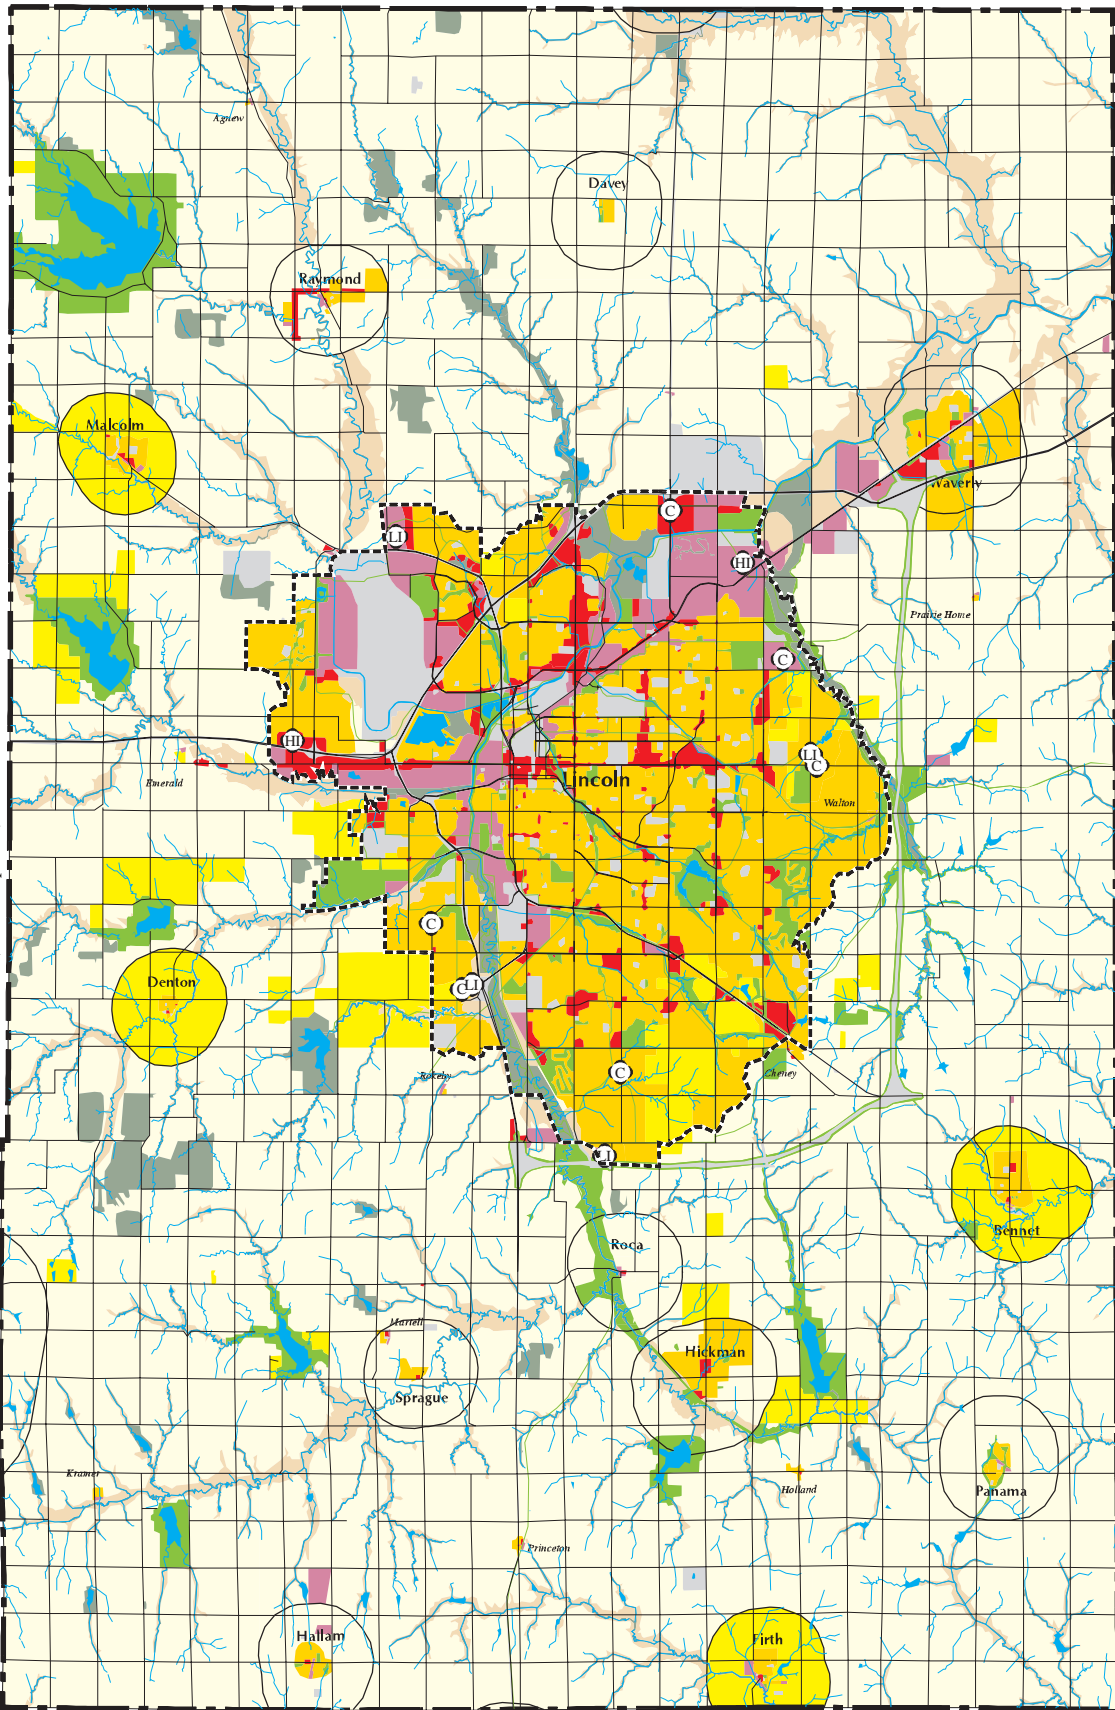 Agnew
Davey
Raymond
Malcolm
Waverly
C
LI
HI
Prairie Home
C
HI
LI
C
Emerald
Lincoln
Walton
C
Denton
C
LI
Rokeby
C
Cheney
LI
Bennet
Roca
Martell
Hickman
Sprague
Kramer
Holland
Panama
Princeton
Hallam
Firth